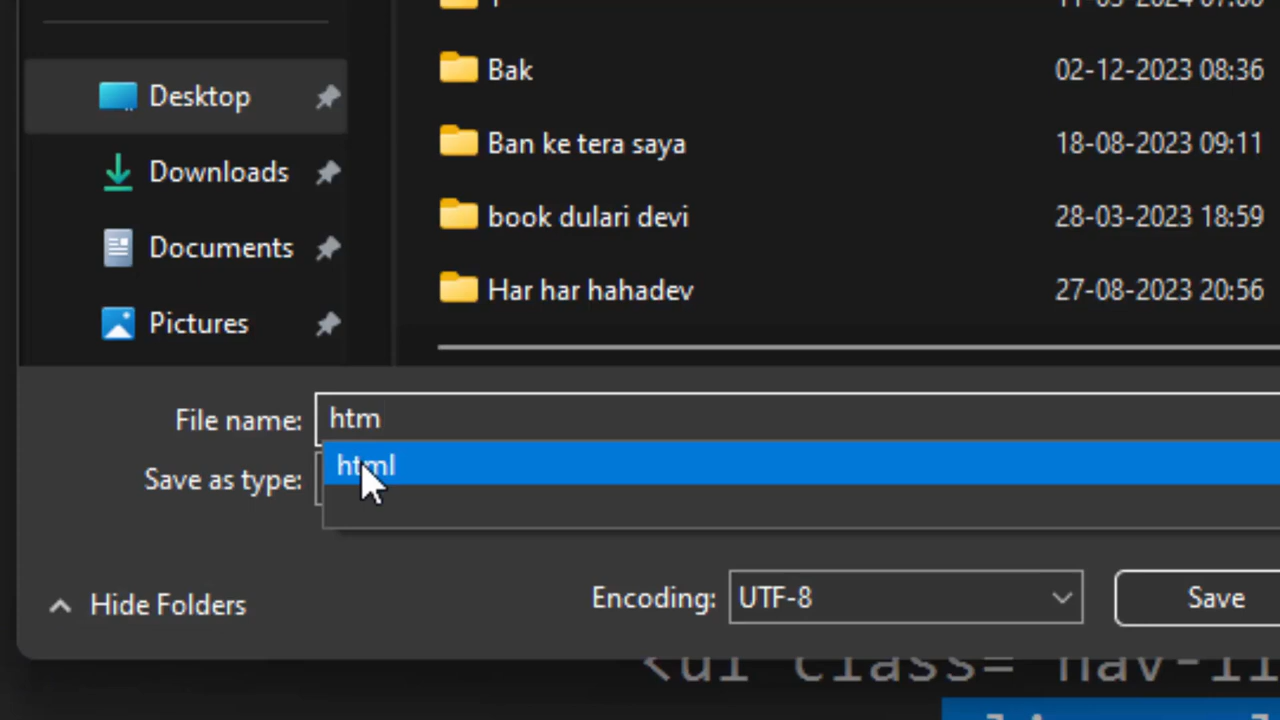 Desktop
Downloads
Documents
Pictures
Bak 02-12-2023 08:36
Ban ke tera saya 18-08-2023 09:11
book dulari devi 28-03-2023 18:59
Har har hahadev 27-08-2023 20:56
File name: htm
html
Save as type:
Hide Folders
Encoding: UTF-8
Save
<ul class=